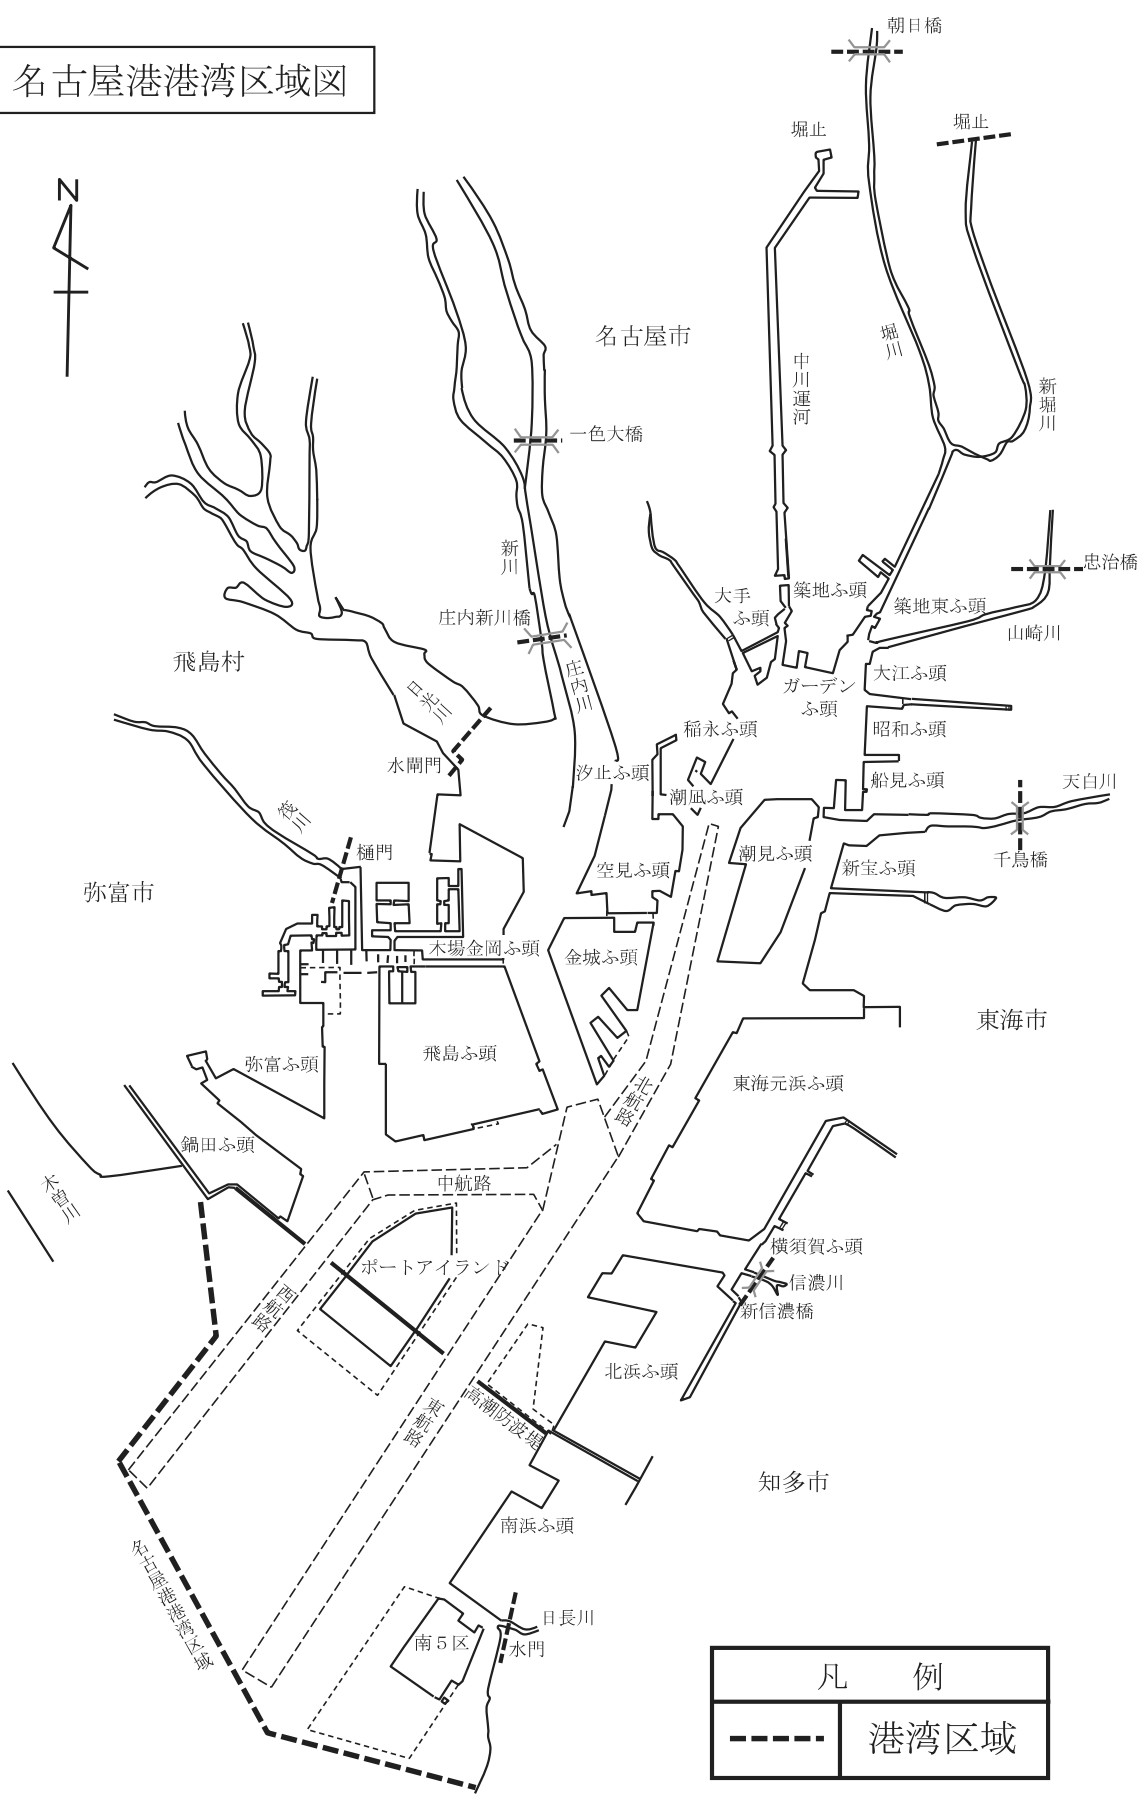 名古屋港港湾区域図
N
朝日橋
堀止
堀止
名古屋市
中川運河
堀川
新堀川
一色大橋
新川
庄内新川橋
庄内川
忠治橋
大手
ふ頭
築地ふ頭
築地東ふ頭
山崎川
飛島村
日光川
水閘門
ガーデン
ふ頭
大江ふ頭
稲永ふ頭
昭和ふ頭
汐止ふ頭
潮凪ふ頭
船見ふ頭
天白川
筏川
樋門
空見ふ頭
潮見ふ頭
新宝ふ頭
千鳥橋
弥富市
木場金岡ふ頭
金城ふ頭
東海市
弥富ふ頭
飛島ふ頭
北航路
東海元浜ふ頭
鍋田ふ頭
木曽川
中航路
横須賀ふ頭
ポートアイランド
信濃川
新信濃橋
西航路
北浜ふ頭
東航路
高潮防波堤
知多市
南浜ふ頭
名古屋港港湾区域
日長川
南5区
水門
凡 例
港湾区域